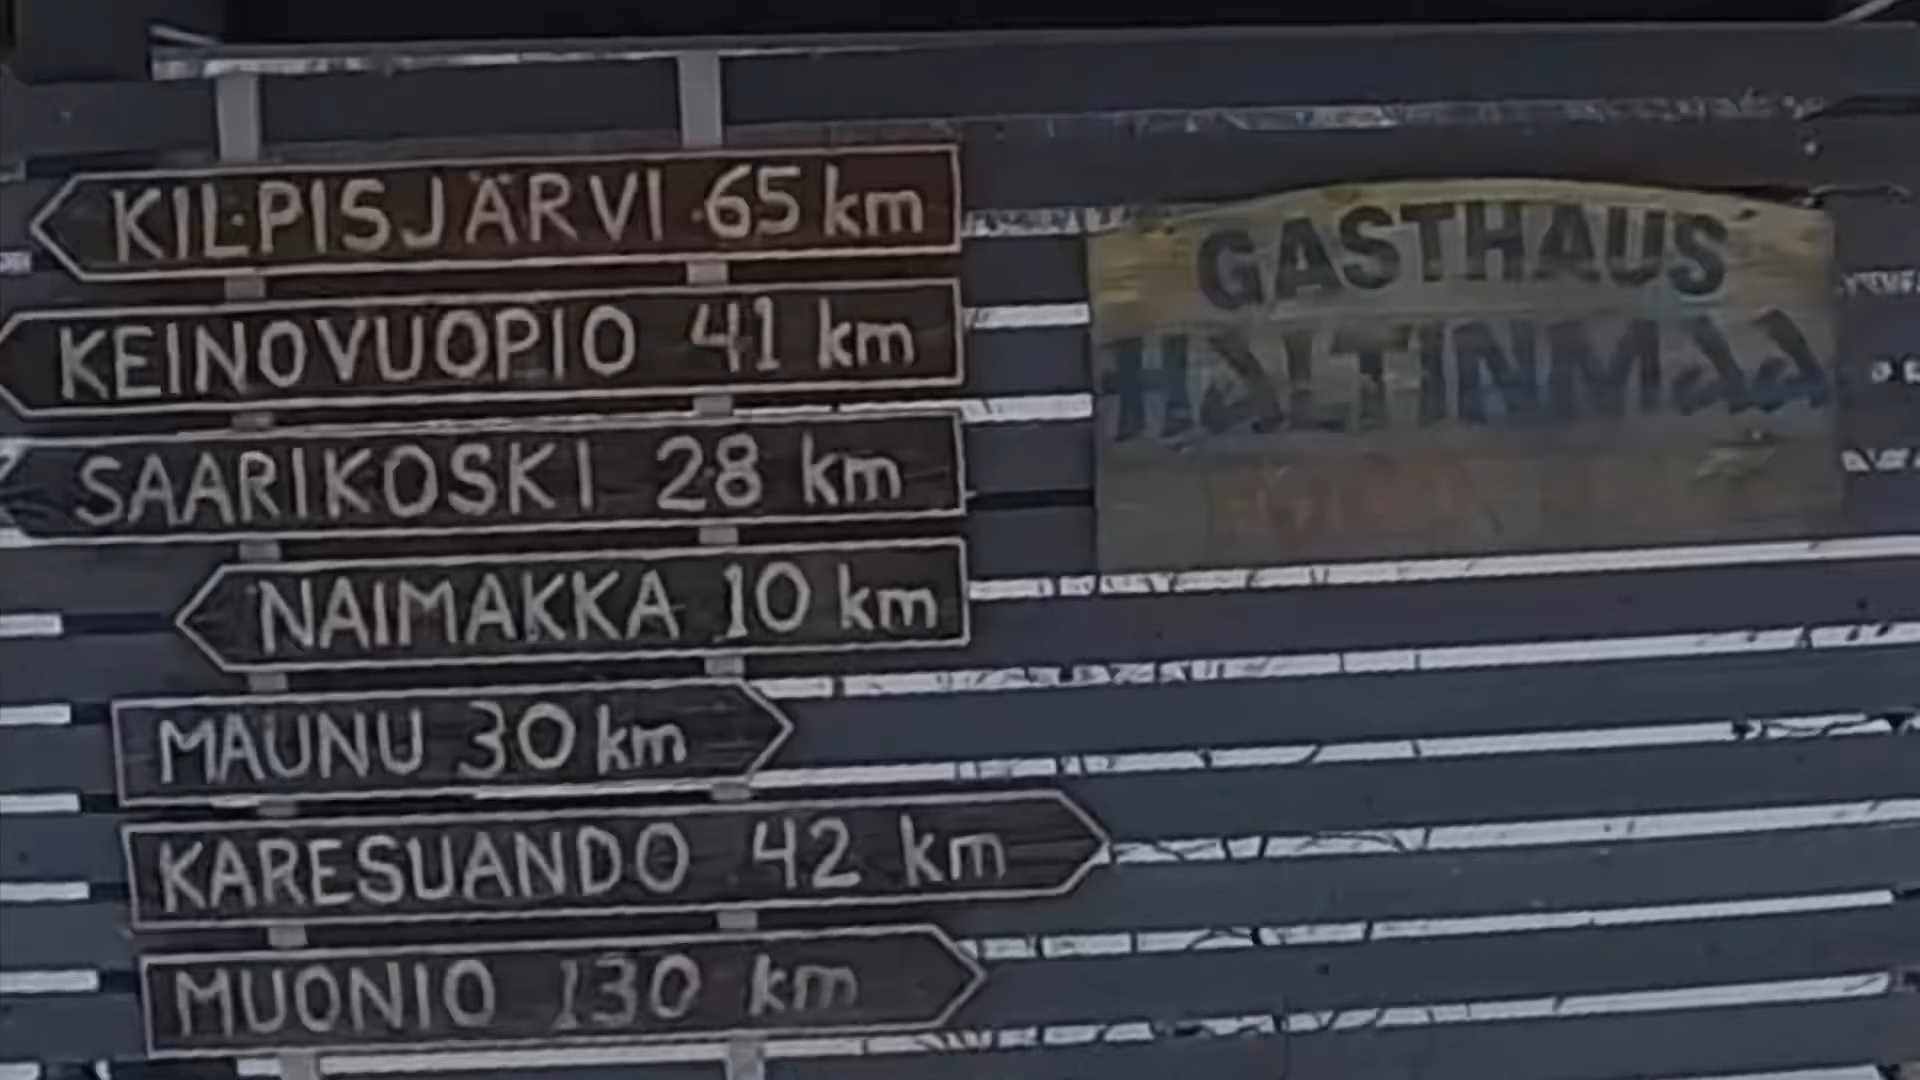 KILPISJÄRVI 65 km
KEINOVUOPIO 41 km
SAARIKOSKI 28 km
NAIMAKKA 10 km
MAUNU 30 km
KARESUANDO 42 km
MUONIO 130 km
GASTHAUS
HALTINMAA